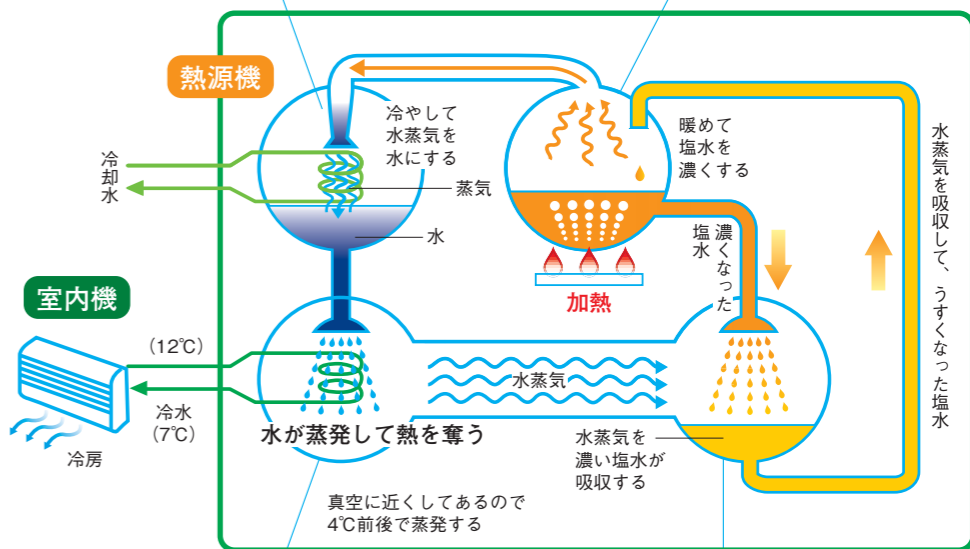 熱源機
冷やして
水蒸気を
水にする
蒸気
水
冷却水
暖めて
塩水を
濃くする
加熱
濃くなった
塩水
水蒸気を吸収して、うすくなった塩水
室内機
（12℃）
冷水
（7℃）
冷房
水蒸気
水が蒸発して熱を奪う
水蒸気を
濃い塩水が
吸収する
真空に近くしてあるので
4℃前後で蒸発する